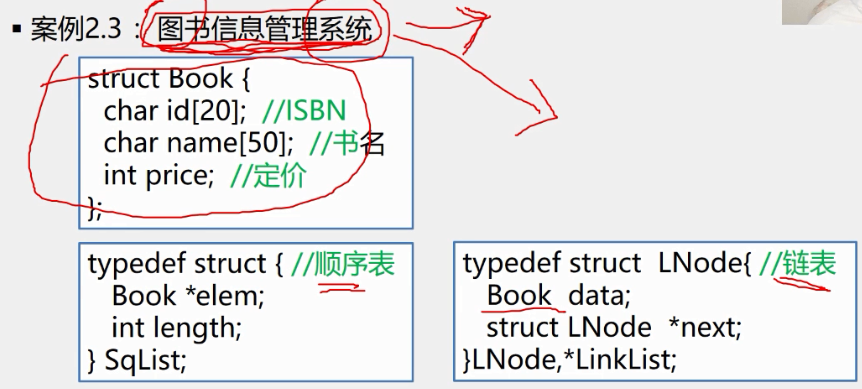 ▪ 案例2.3 ：图书信息管理系统
struct Book {
char id[20]; //ISBN
char name[50]; //书名
int price; //定价
};
typedef struct { //顺序表
Book *elem;
int length;
} SqList;
typedef struct LNode{ //链表
Book data;
struct LNode *next;
}LNode,*LinkList;